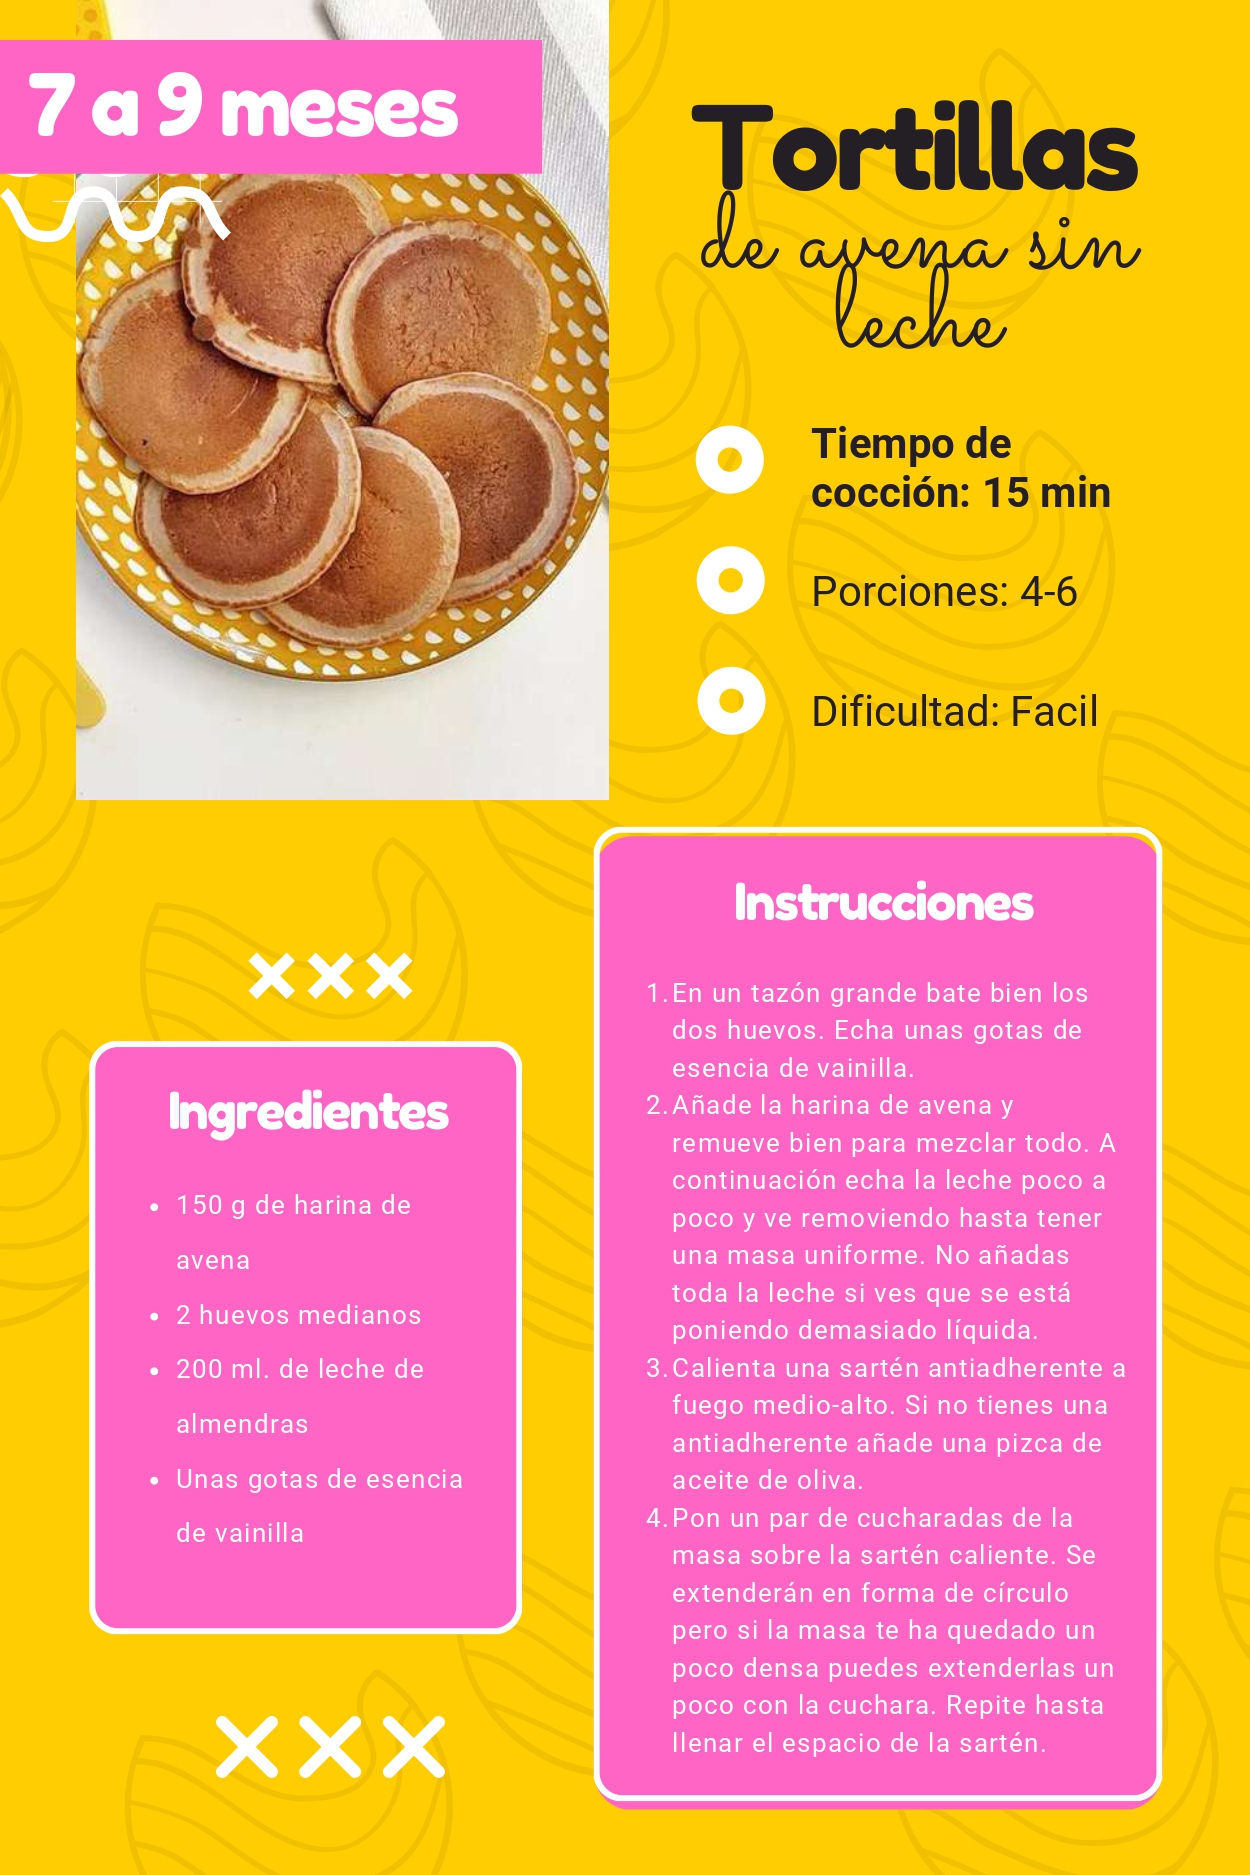 7 a 9 meses
Tortillas
de avena sin
leche
Tiempo de
cocción: 15 min
Porciones: 4-6
Dificultad: Facil
Ingredientes
• 150 g de harina de
avena
• 2 huevos medianos
• 200 ml. de leche de
almendras
• Unas gotas de esencia
de vainilla
Instrucciones
1. En un tazón grande bate bien los
dos huevos. Echa unas gotas de
esencia de vainilla.
2. Añade la harina de avena y
remueve bien para mezclar todo. A
continuación echa la leche poco a
poco y ve removiendo hasta tener
una masa uniforme. No añadas
toda la leche si ves que se está
poniendo demasiado líquida.
3. Calienta una sartén antiadherente a
fuego medio-alto. Si no tienes una
antiadherente añade una pizca de
aceite de oliva.
4. Pon un par de cucharadas de la
masa sobre la sartén caliente. Se
extenderán en forma de círculo
pero si la masa te ha quedado un
poco densa puedes extenderlas un
poco con la cuchara. Repite hasta
llenar el espacio de la sartén.